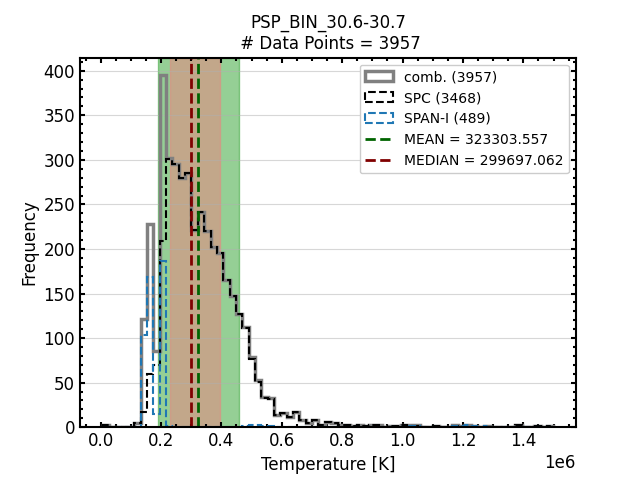 PSP_BIN_30.6-30.7
# Data Points = 3957
comb. (3957)
SPC (3468)
SPAN-I (489)
MEAN = 323303.557
MEDIAN = 299697.062
Frequency
400
350
300
250
200
150
100
50
0
0.0 0.2 0.4 0.6 0.8 1.0 1.2 1.4
1e6
Temperature [K]